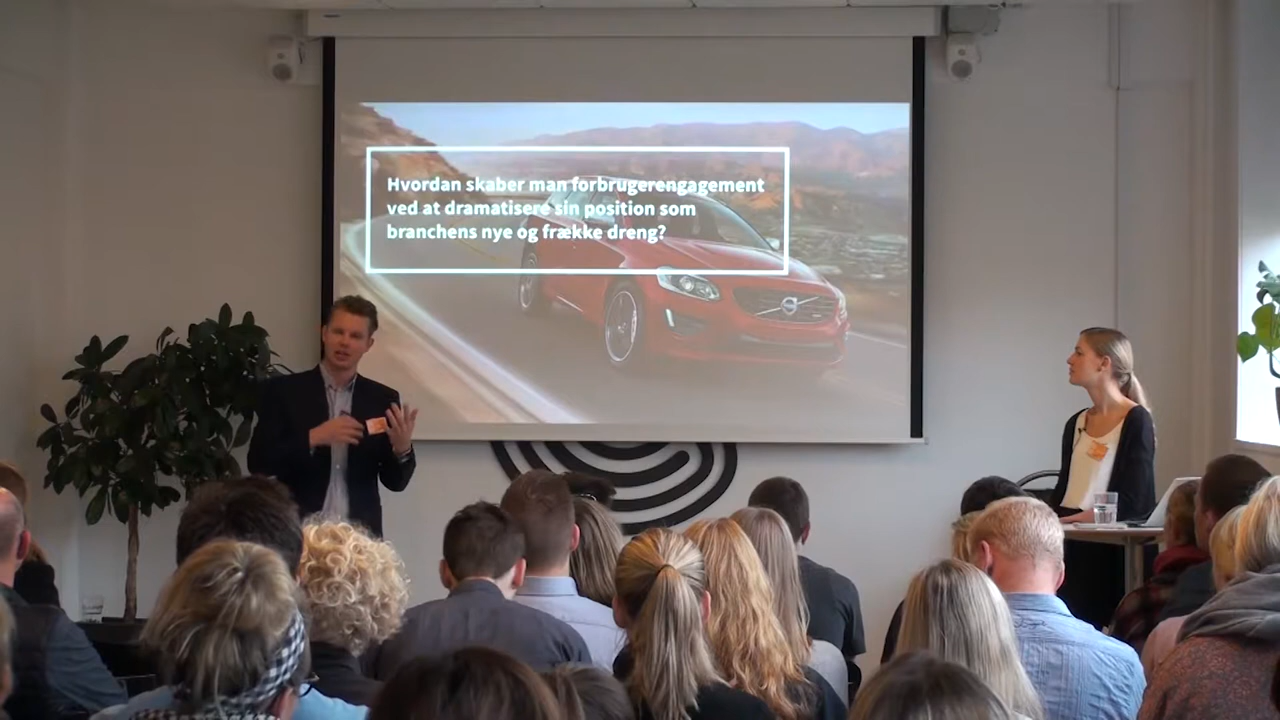 Hvordan skaber man forbrugerengagement
ved at dramatisere sin position som
branchens nye og frække dreng?